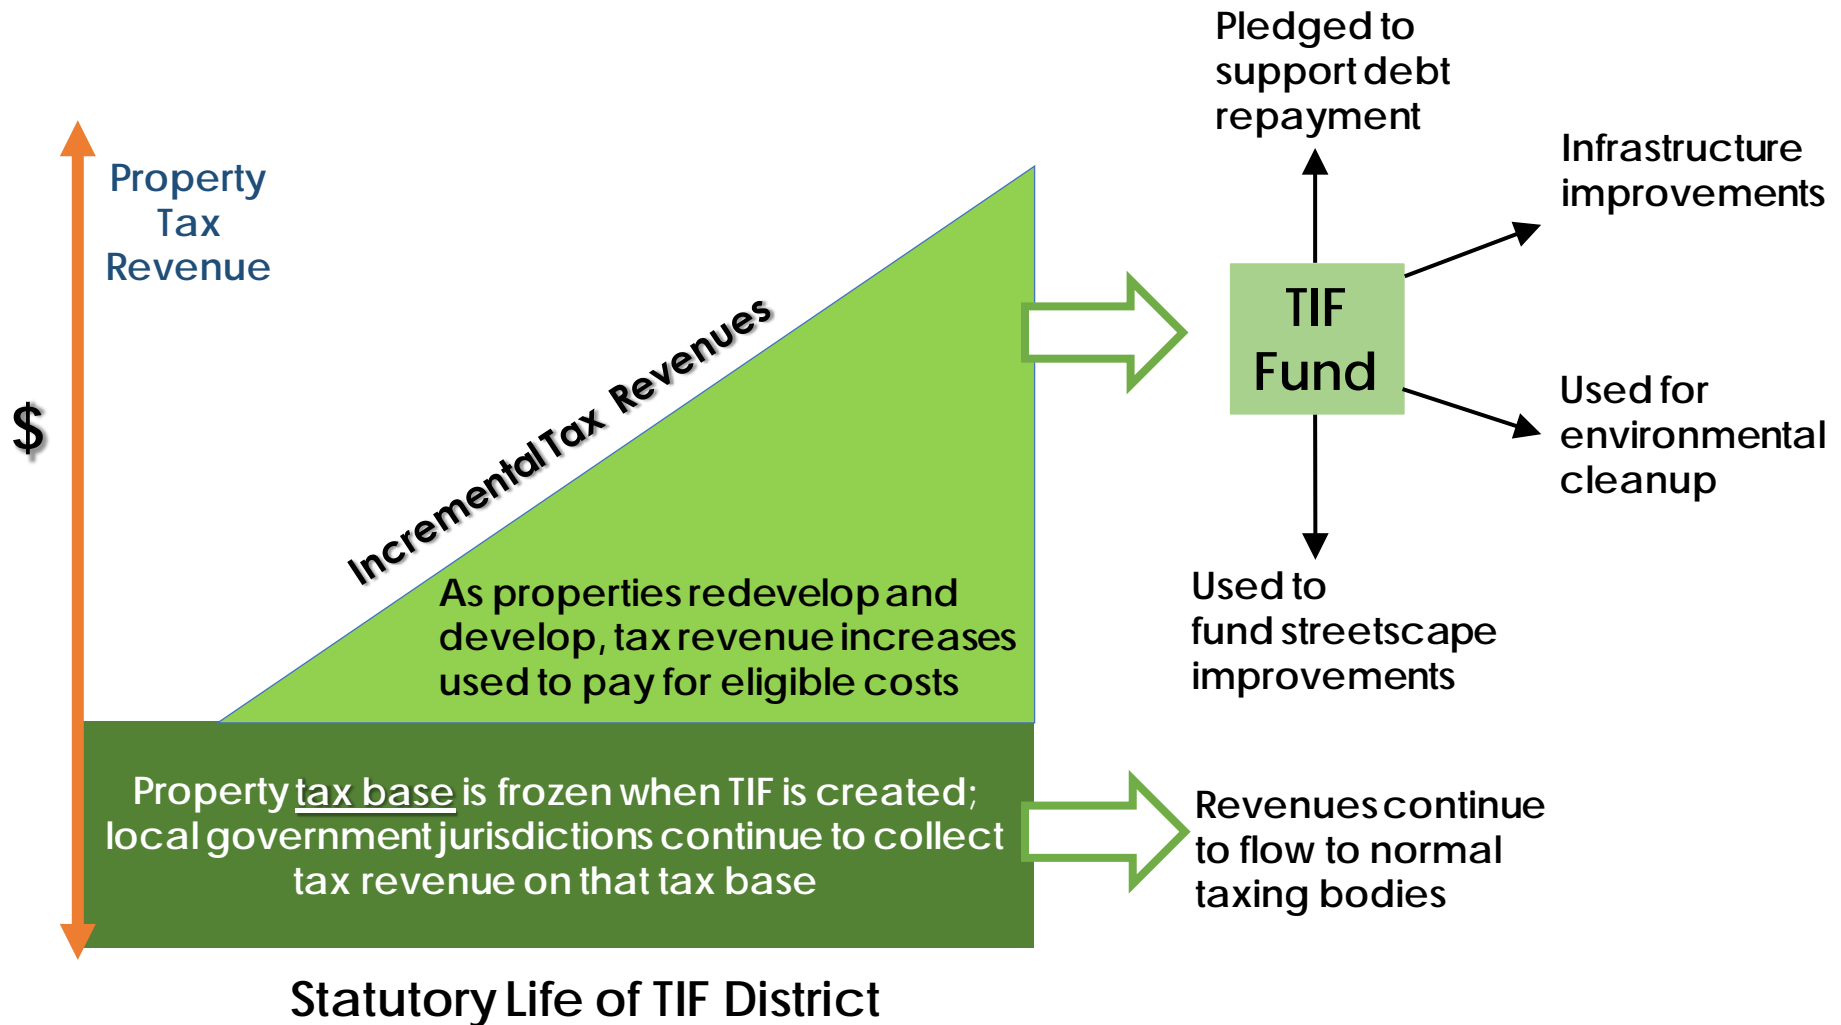 Property
Tax
Revenue
$
Incremental Tax Revenues
As properties redevelop and
develop, tax revenue increases
used to pay for eligible costs
Property tax base is frozen when TIF is created;
local government jurisdictions continue to collect
tax revenue on that tax base
Statutory Life of TIF District
Pledged to
support debt
repayment
Infrastructure
improvements
TIF
Fund
Used for
environmental
cleanup
Used to
fund streetscape
improvements
Revenues continue
to flow to normal
taxing bodies